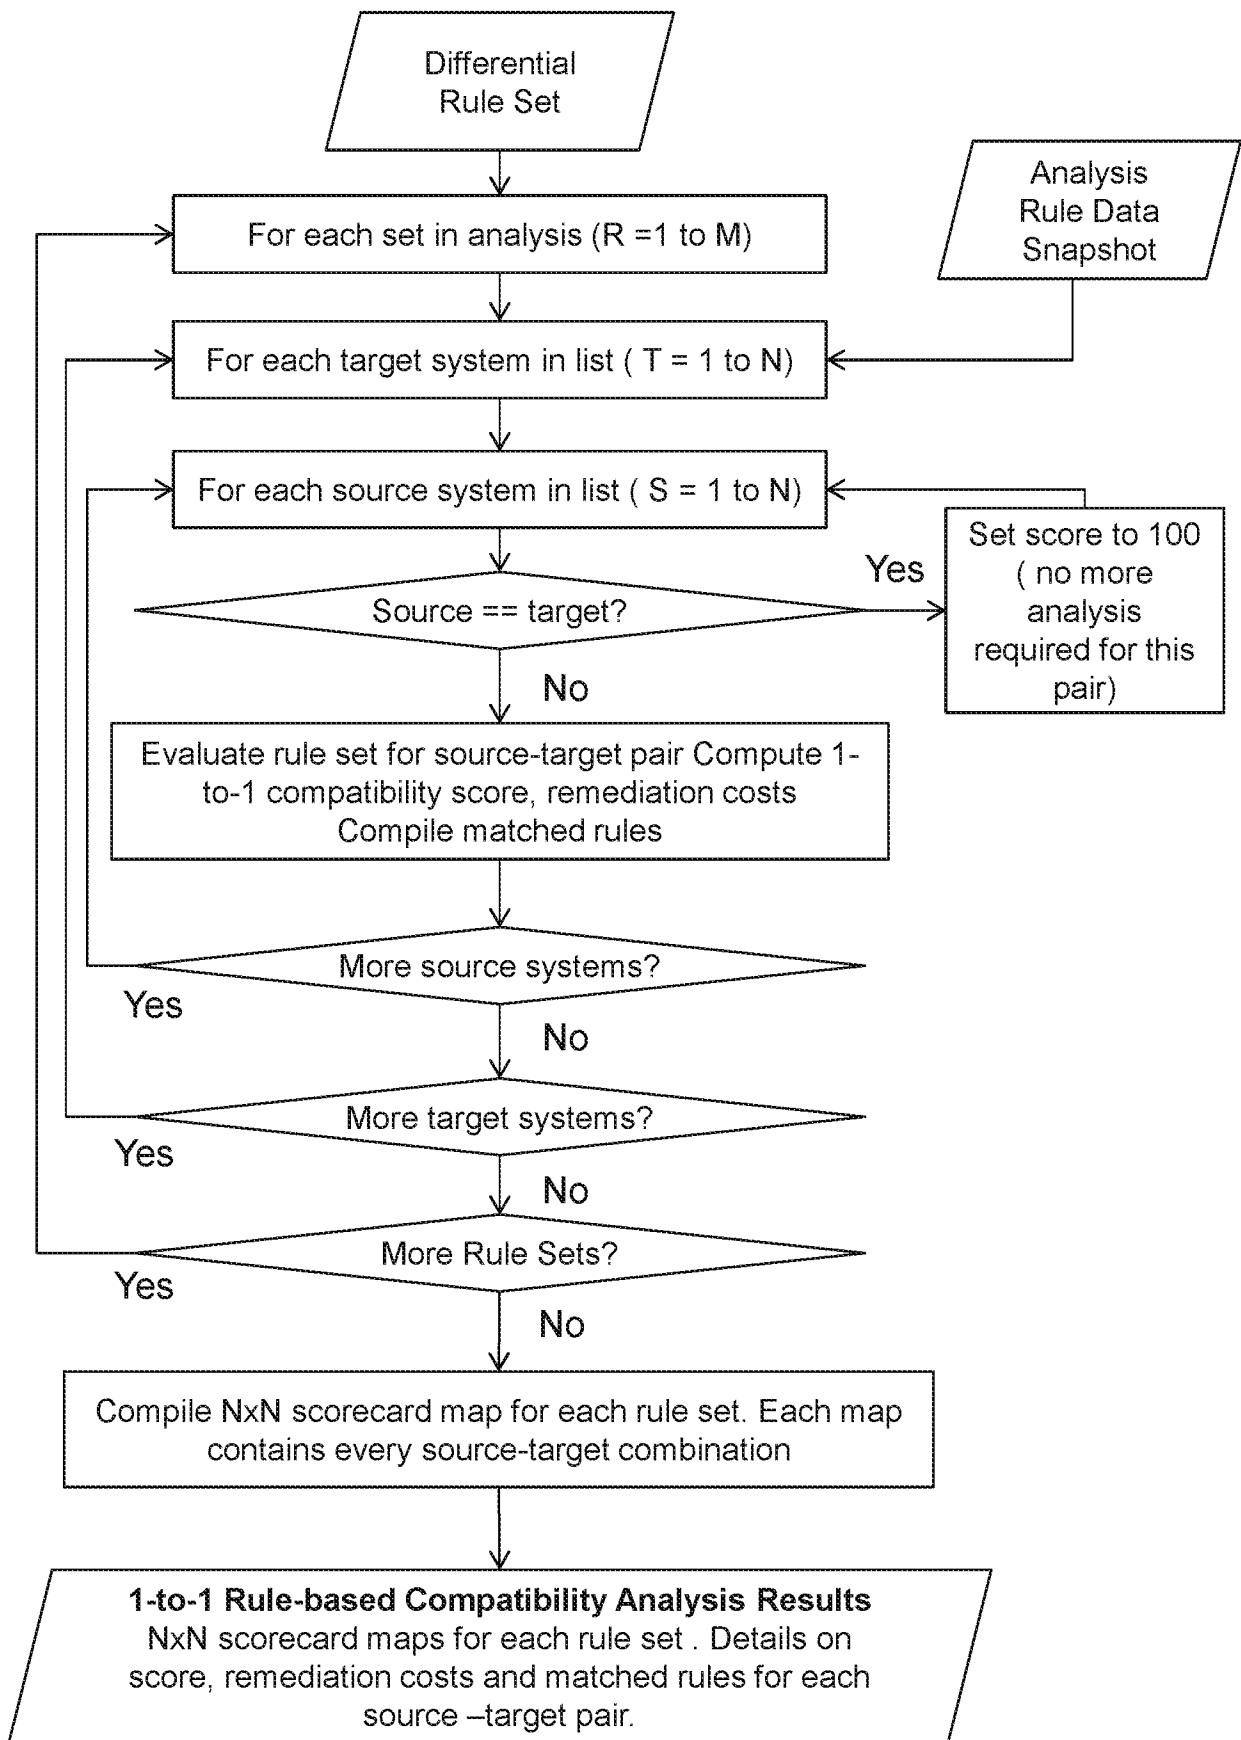 Differential
Rule Set
Analysis
Rule Data
Snapshot
For each set in analysis (R =1 to M)
For each target system in list ( T = 1 to N)
For each source system in list ( S = 1 to N)
Set score to 100
( no more
analysis
required for this
pair)
Yes
Source == target?
No
Evaluate rule set for source-target pair Compute 1-
to-1 compatibility score, remediation costs
Compile matched rules
More source systems?
Yes
No
More target systems?
Yes
No
More Rule Sets?
Yes
No
Compile NxN scorecard map for each rule set. Each map
contains every source-target combination
1-to-1 Rule-based Compatibility Analysis Results
NxN scorecard maps for each rule set . Details on
score, remediation costs and matched rules for each
source –target pair.